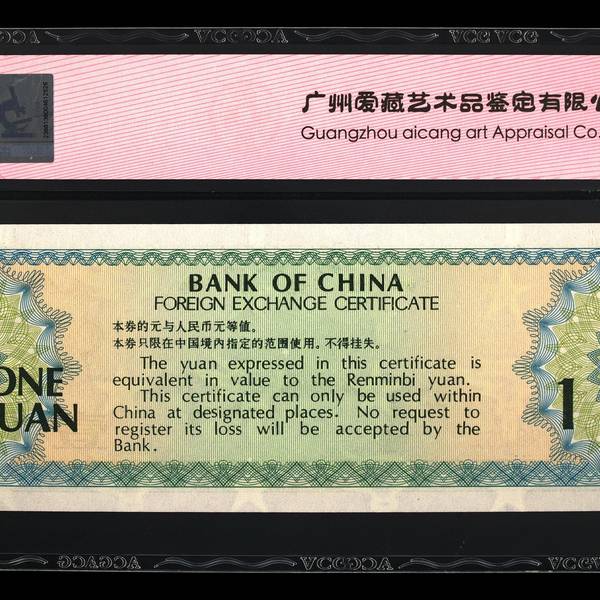 广州爱藏艺术品鉴定有限
Guangzhou aicang art Appraisal Co.
BANK OF CHINA
FOREIGN EXCHANGE CERTIFICATE
本券的元与人民币元等值。
本券只限在中国境内指定的范围使用。不得挂失。
The yuan expressed in this certificate is
equivalent in value to the Renminbi yuan.
This certificate can only be used within
China at designated places. No request to
register its loss will be accepted by the
Bank.
ONE
YUAN
1